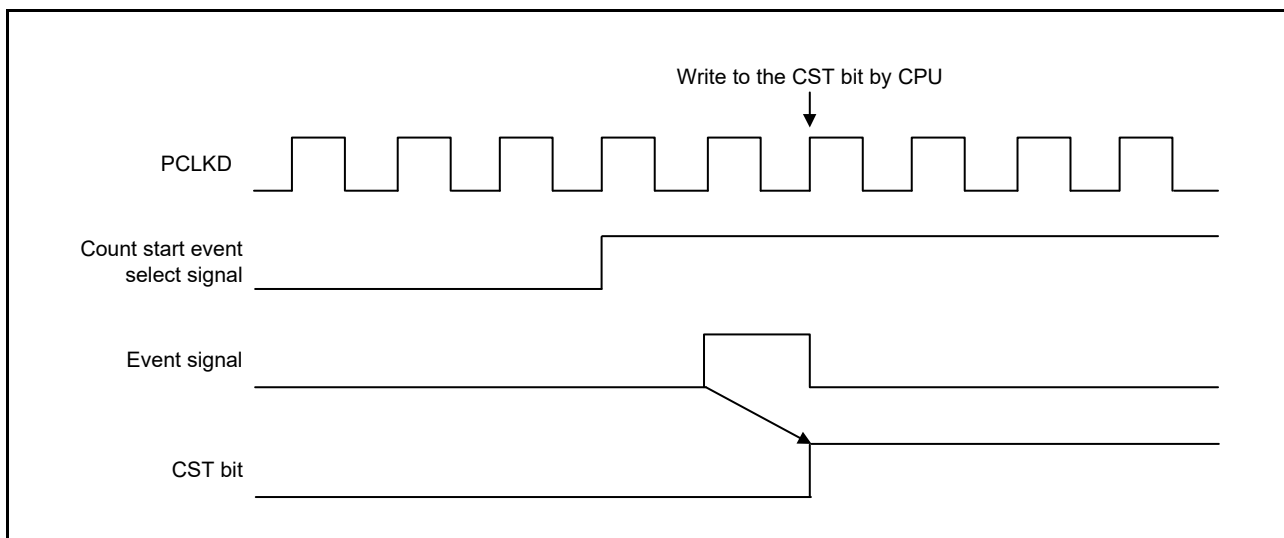 Write to the CST bit by CPU
PCLKD
Count start event
select signal
Event signal
CST bit